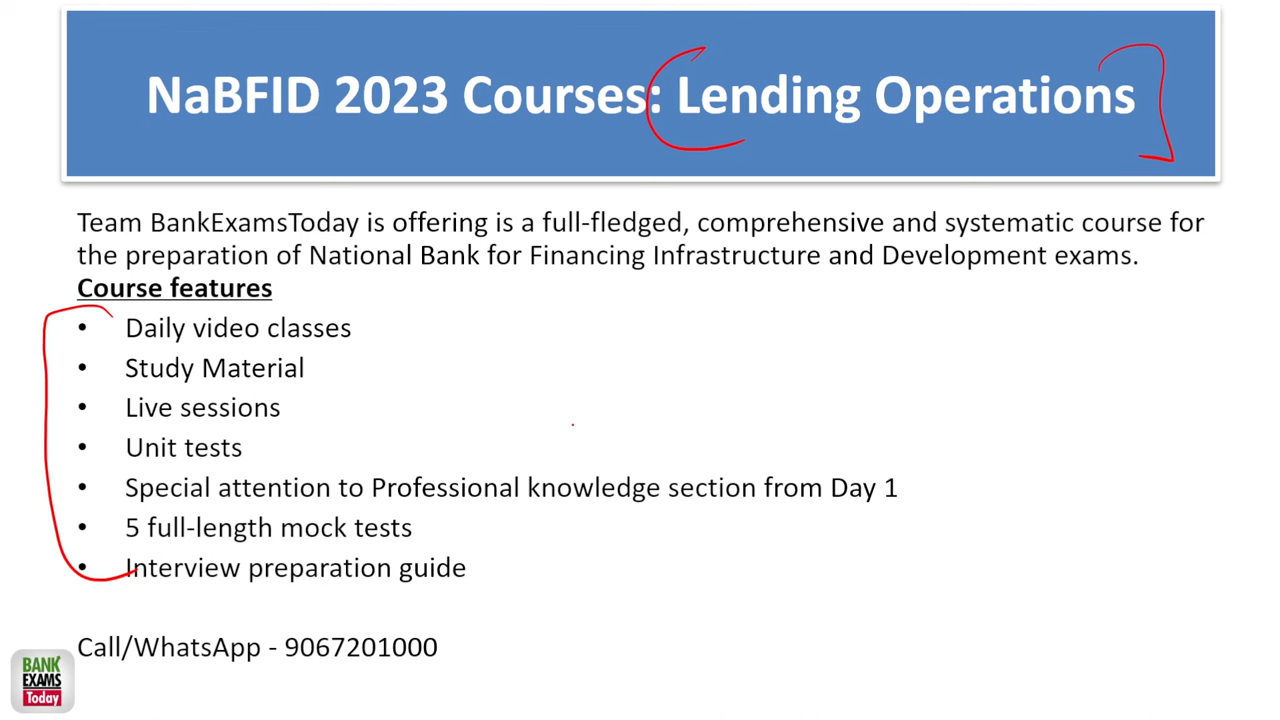 NaBFID 2023 Courses: Lending Operations
Team BankExamsToday is offering is a full-fledged, comprehensive and systematic course for
the preparation of National Bank for Financing Infrastructure and Development exams.
Course features
• Daily video classes
• Study Material
• Live sessions
• Unit tests
• Special attention to Professional knowledge section from Day 1
• 5 full-length mock tests
• Interview preparation guide
Call/WhatsApp - 9067201000
BANK
EXAMS
Today